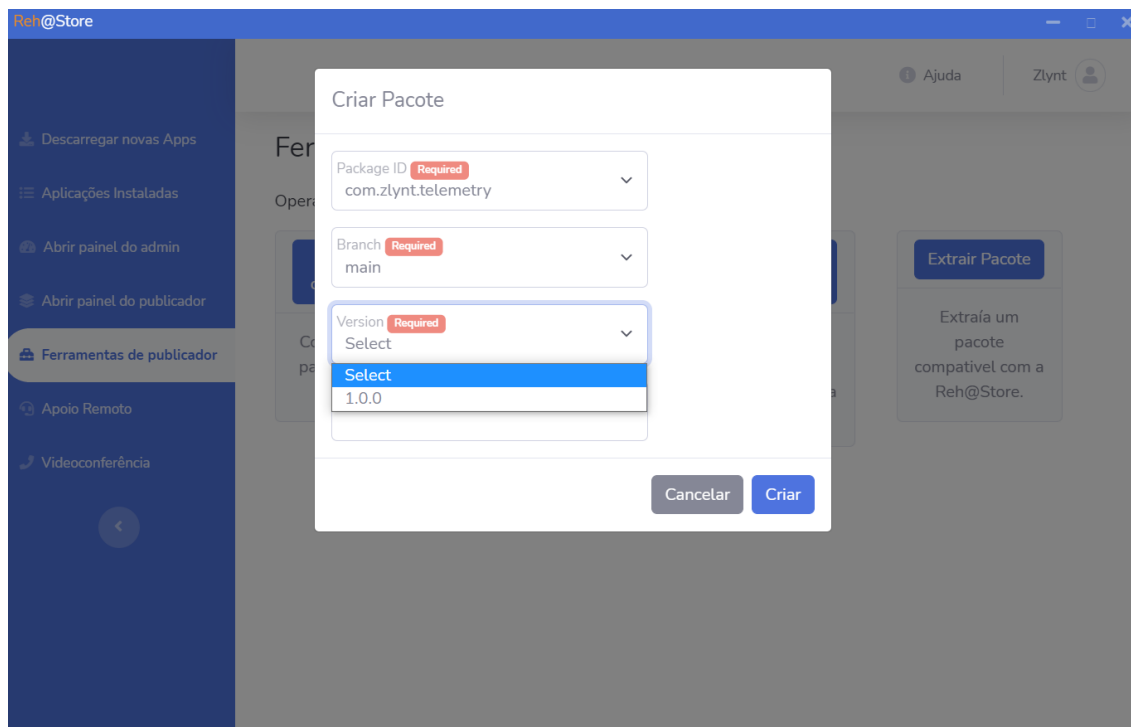 Reh@Store
Ajuda
Zlynt
Descarregar novas Apps
Aplicações Instaladas
Abrir painel do admin
Abrir painel do publicador
Ferramentas de publicador
Apoio Remoto
Videoconferência
Fer
Opera
Criar Pacote
Package ID Required
com.zlynt.telemetry
Branch Required
main
Version Required
Select
Select
1.0.0
Cancelar
Criar
Extrair Pacote
Extraía um
pacote
compativel com a
Reh@Store.